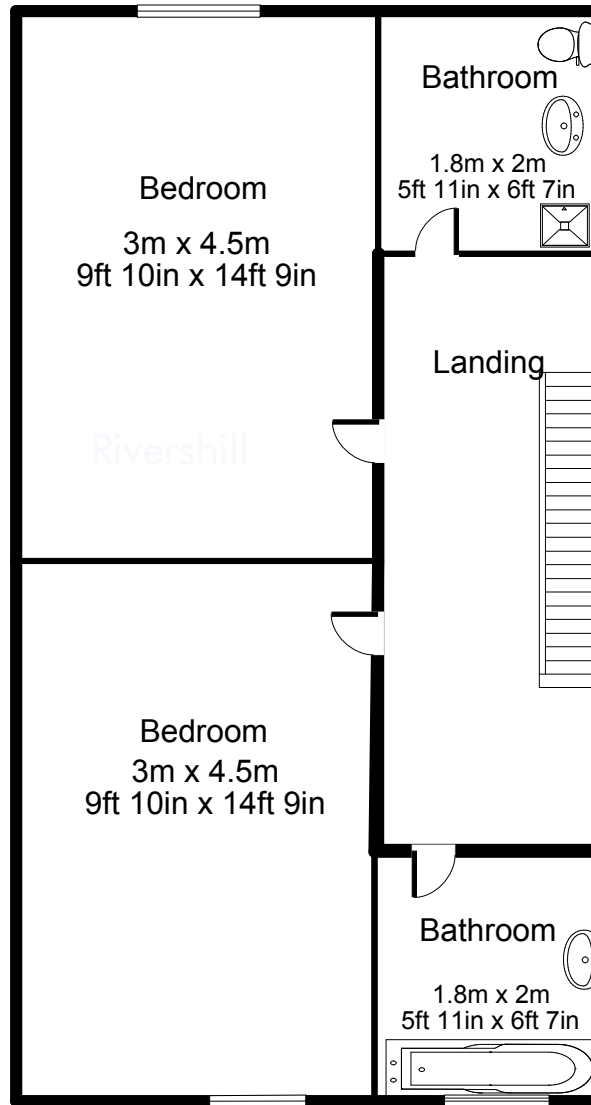 Bathroom
1.8m x 2m
5ft 11in x 6ft 7in
Bedroom
3m x 4.5m
9ft 10in x 14ft 9in
Landing
Rivershill
Bedroom
3m x 4.5m
9ft 10in x 14ft 9in
Bathroom
1.8m x 2m
5ft 11in x 6ft 7in